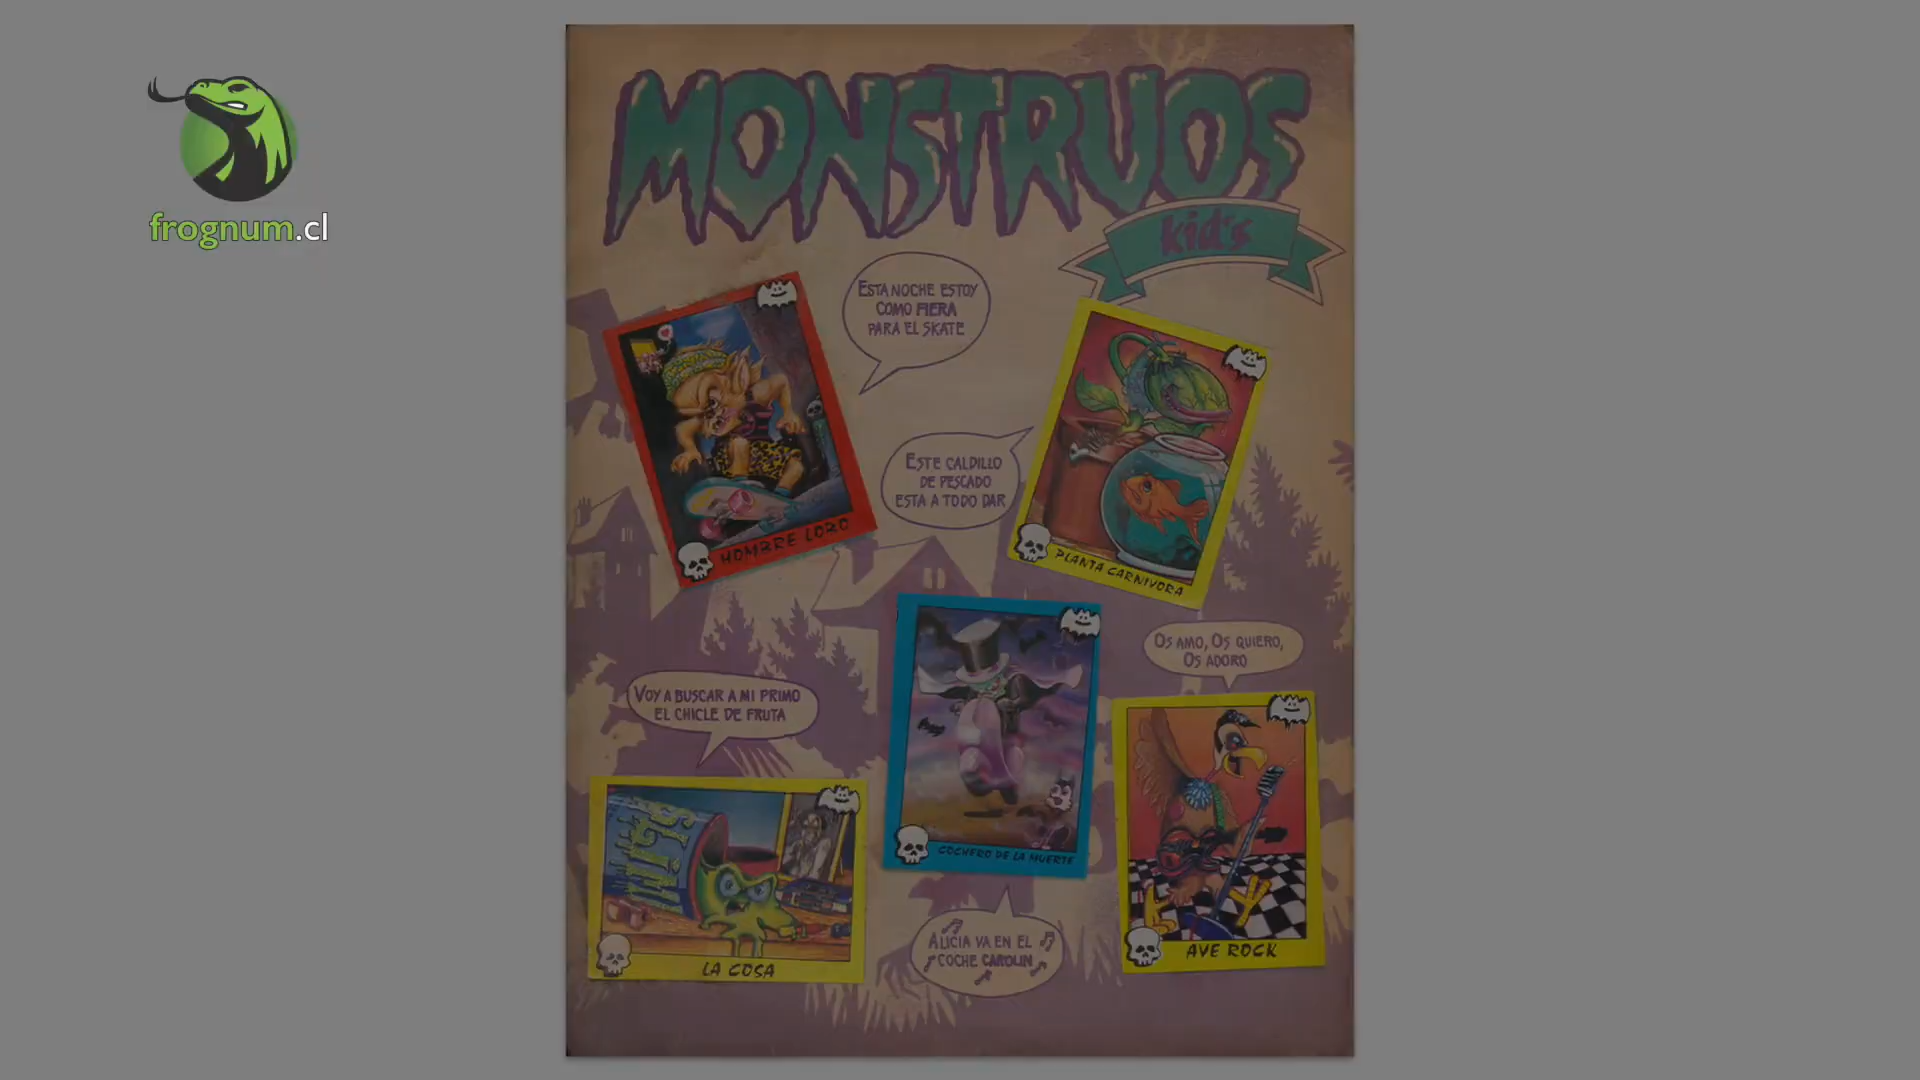 frognum.cl
MONSTRUOS
kid's
ESTA NOCHE ESTOY
COMO FIERA
PARA EL SKATE
HOMBRE LOBO
ESTE CALDILLO
DE PESCADO
ESTA A TODO DAR
PLANTA CARNIVORA
VOY A BUSCAR A MI PRIMO
EL CHICLE DE FRUTA
SLIM
LA COSA
COCHERO DE LA MUERTE
ALICIA VA EN EL
COCHE CAROLIN
OS AMO, OS QUIERO,
OS ADORO
AVE ROCK